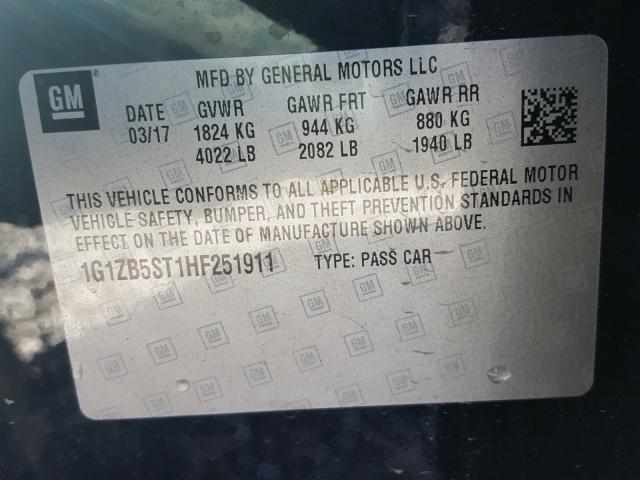 GM
MFD BY GENERAL MOTORS LLC
DATE GVWR GAWR FRT GAWR RR
03/17 1824 KG 944 KG 880 KG
4022 LB 2082 LB 1940 LB
THIS VEHICLE CONFORMS TO ALL APPLICABLE U.S. FEDERAL MOTOR
VEHICLE SAFETY, BUMPER, AND THEFT PREVENTION STANDARDS IN
EFFECT ON THE DATE OF MANUFACTURE SHOWN ABOVE.
1G1ZB5ST1HF251911 TYPE: PASS CAR